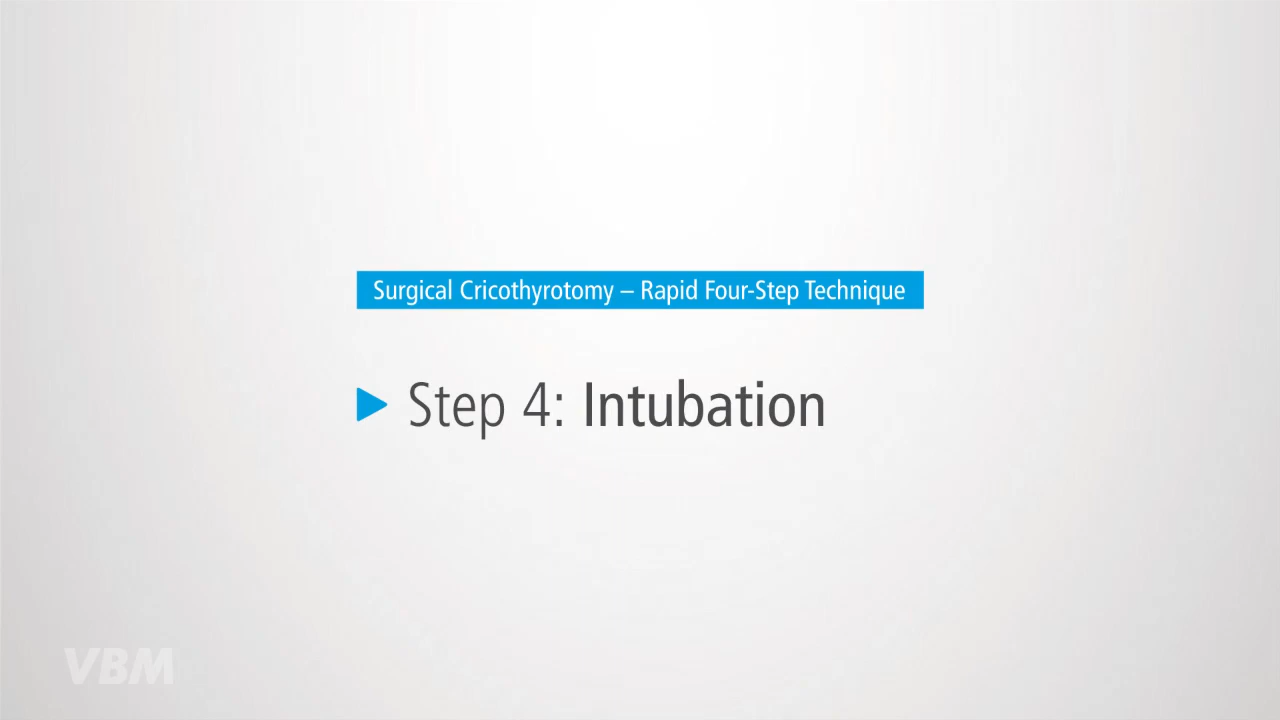 Surgical Cricothyrotomy – Rapid Four-Step Technique
Step 4: Intubation
VBM